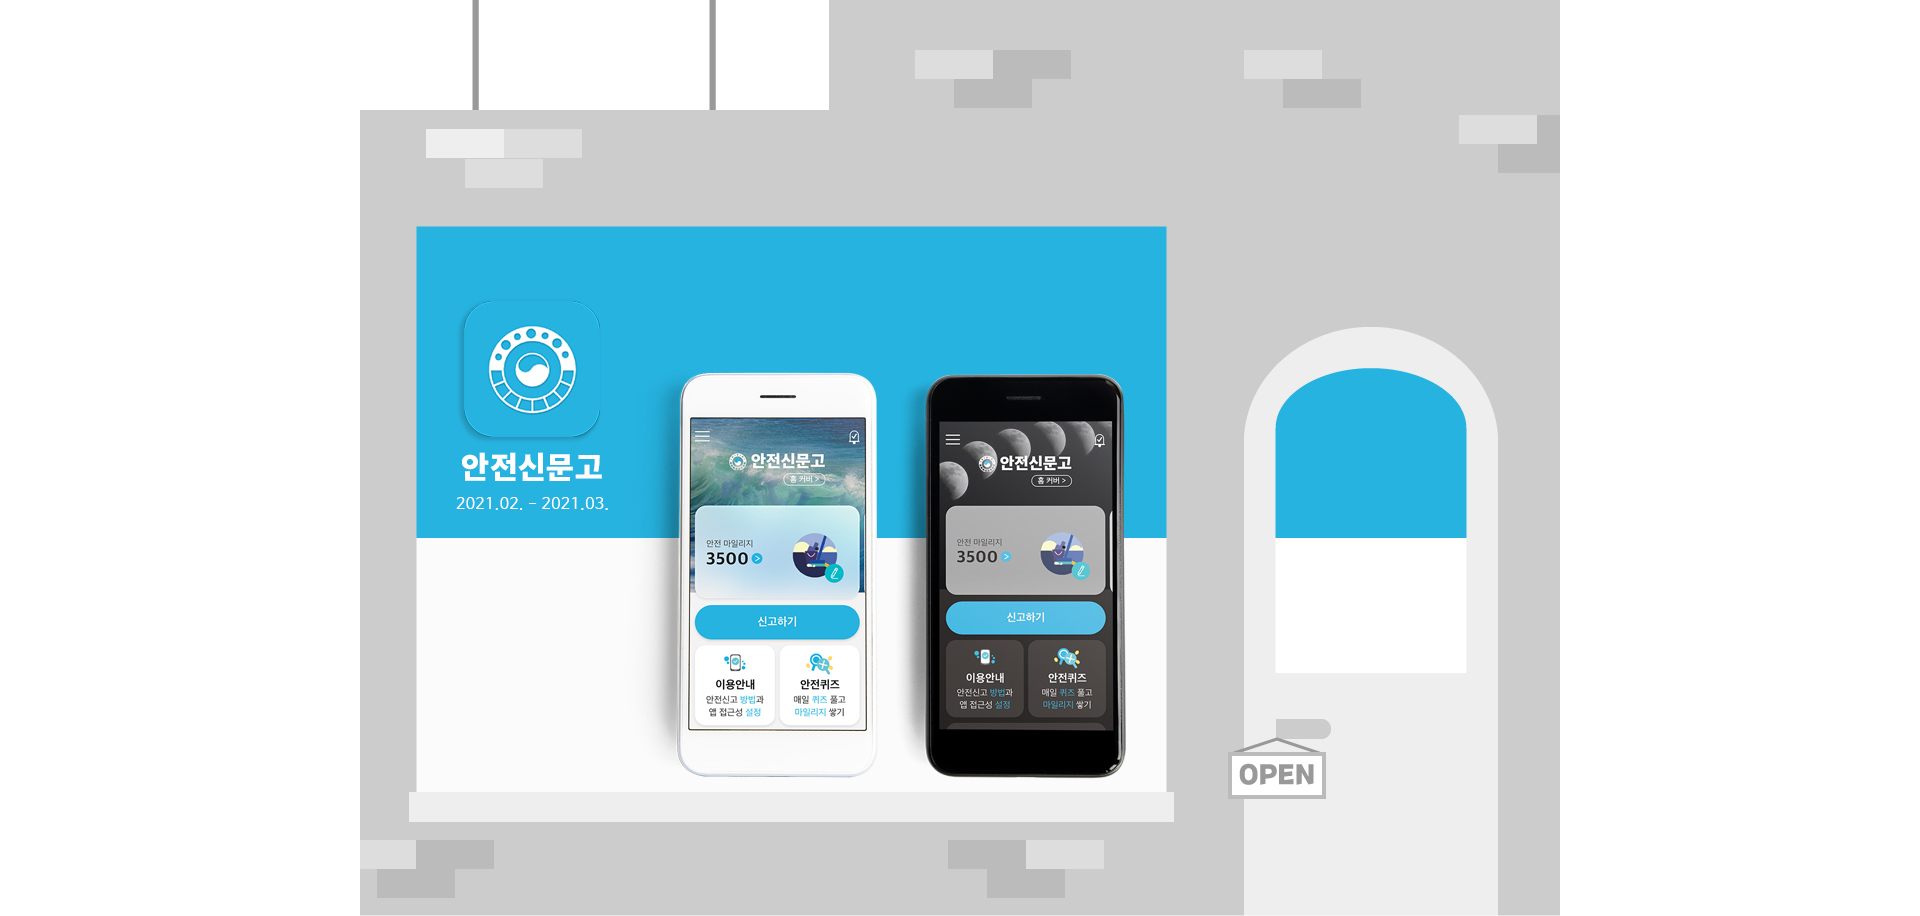 안전신문고
2021.02. - 2021.03.
안전신문고
홈 커버 >
안전 마일리지
3500 >
신고하기
이용안내
안전신고 방법과
앱 접근성 설정
안전퀴즈
매일 퀴즈 풀고
마일리지 쌓기
안전신문고
홈 커버 >
안전 마일리지
3500 >
신고하기
이용안내
안전신고 방법과
앱 접근성 설정
안전퀴즈
매일 퀴즈 풀고
마일리지 쌓기
OPEN